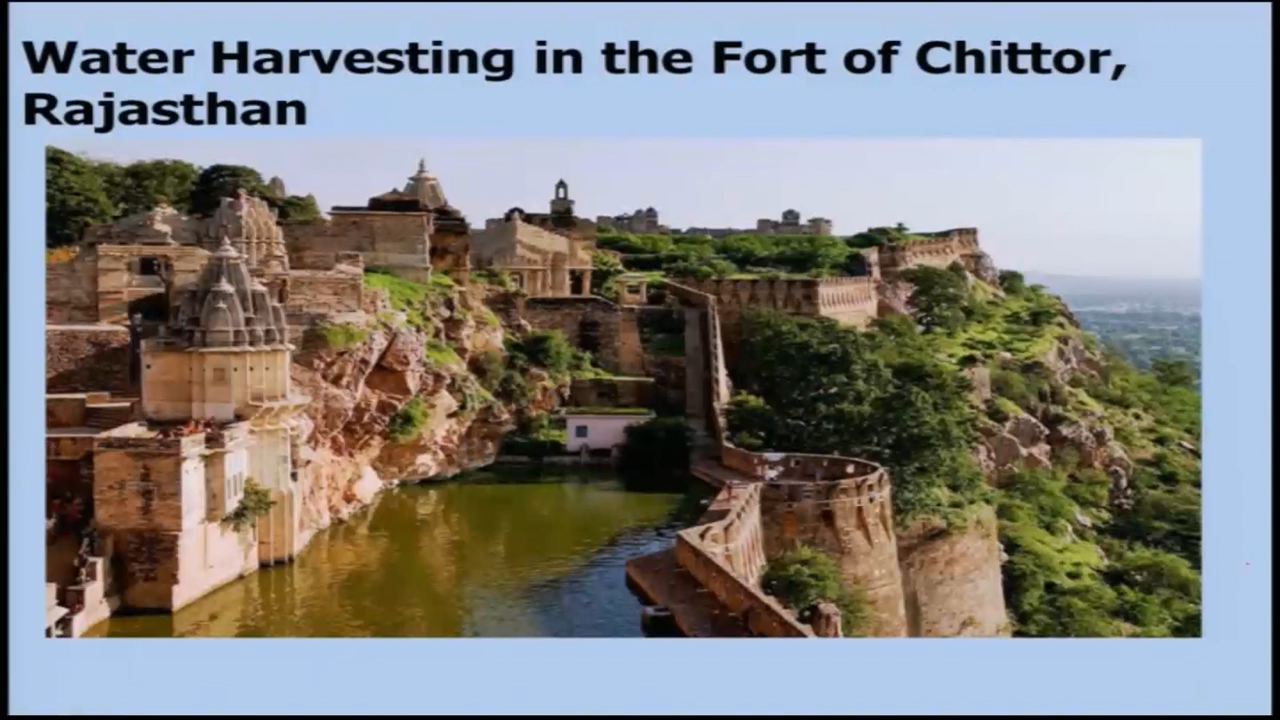 Water Harvesting in the Fort of Chittor,
Rajasthan